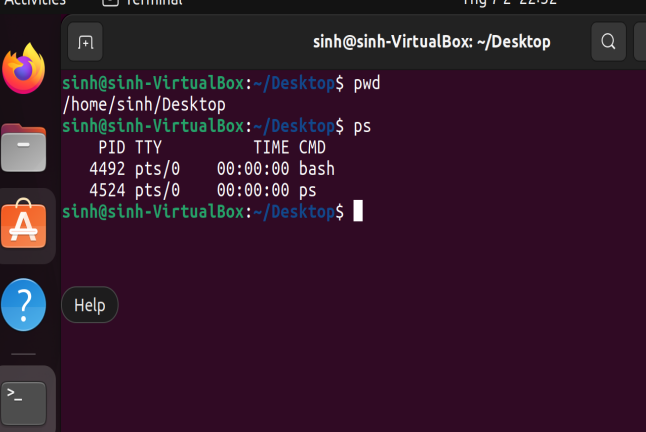 Activities Terminal
sinh@sinh-VirtualBox: ~/Desktop
sinh@sinh-VirtualBox:~/Desktop$ pwd
/home/sinh/Desktop
sinh@sinh-VirtualBox:~/Desktop$ ps
    PID TTY          TIME CMD
   4492 pts/0    00:00:00 bash
   4524 pts/0    00:00:00 ps
sinh@sinh-VirtualBox:~/Desktop$
Help